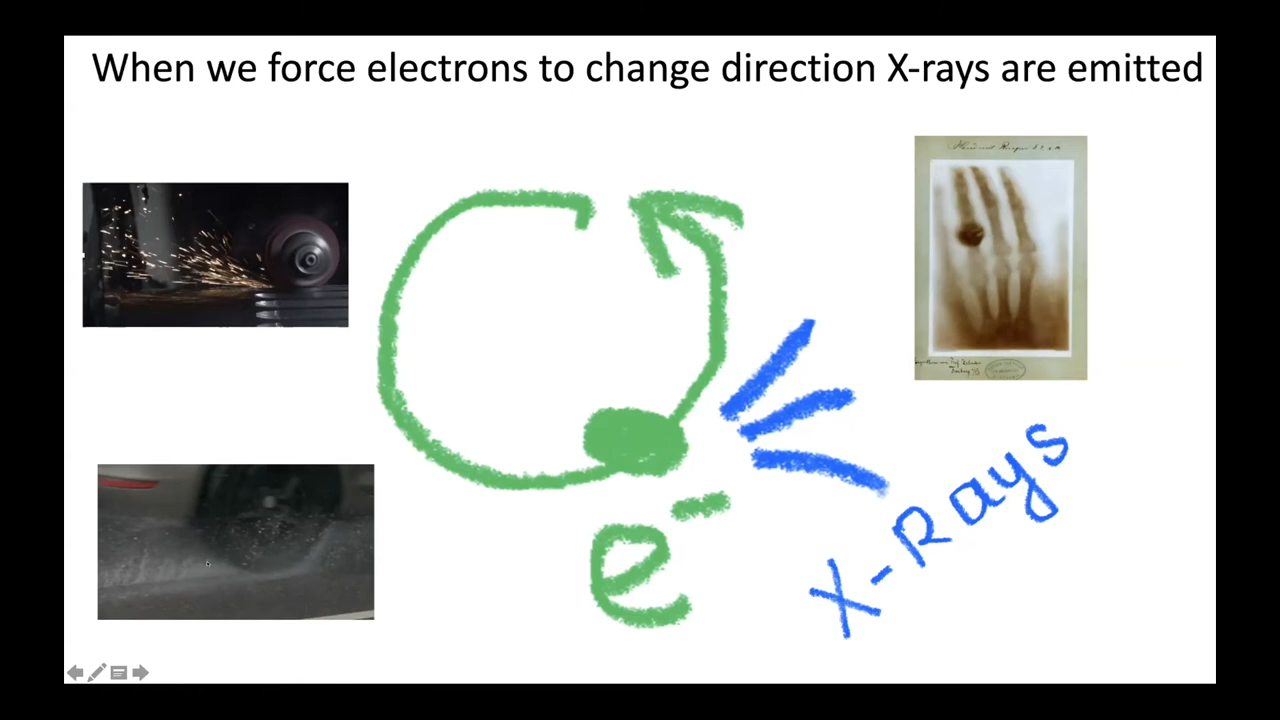 When we force electrons to change direction X-rays are emitted
e-
X-Rays